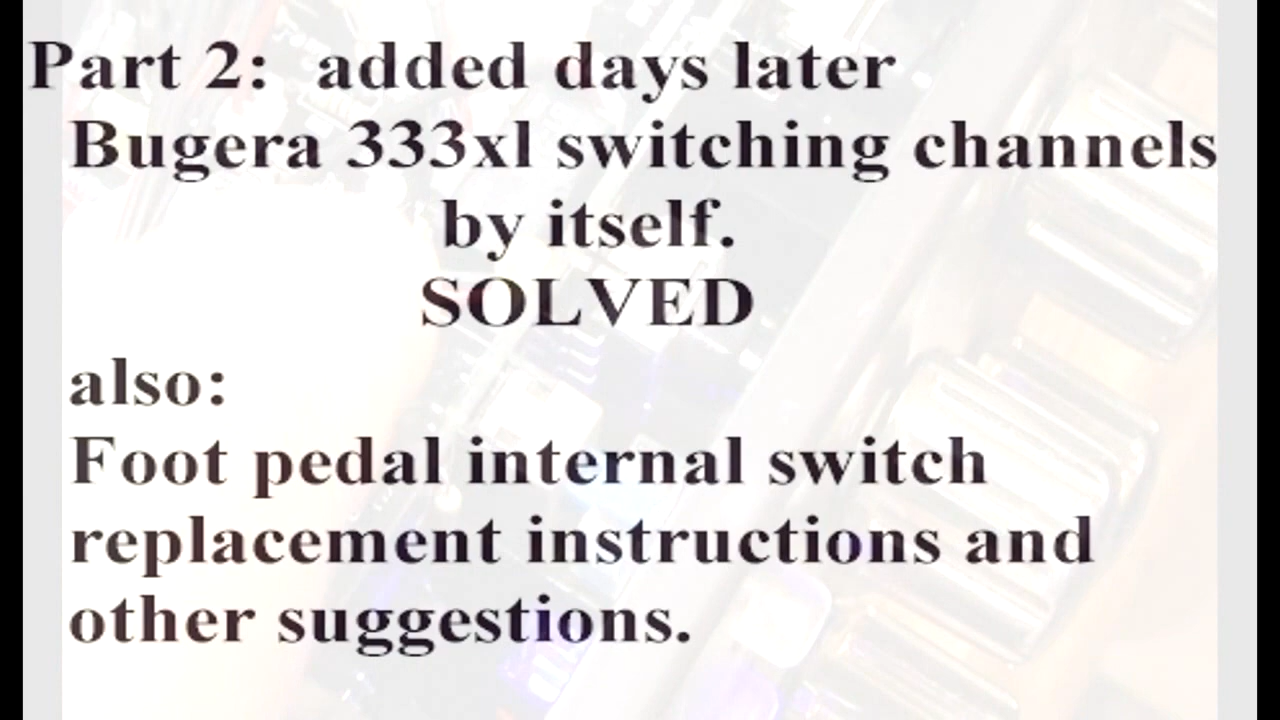 Part 2: added days later
Bugera 333xl switching channels
by itself.
SOLVED
also:
Foot pedal internal switch
replacement instructions and
other suggestions.